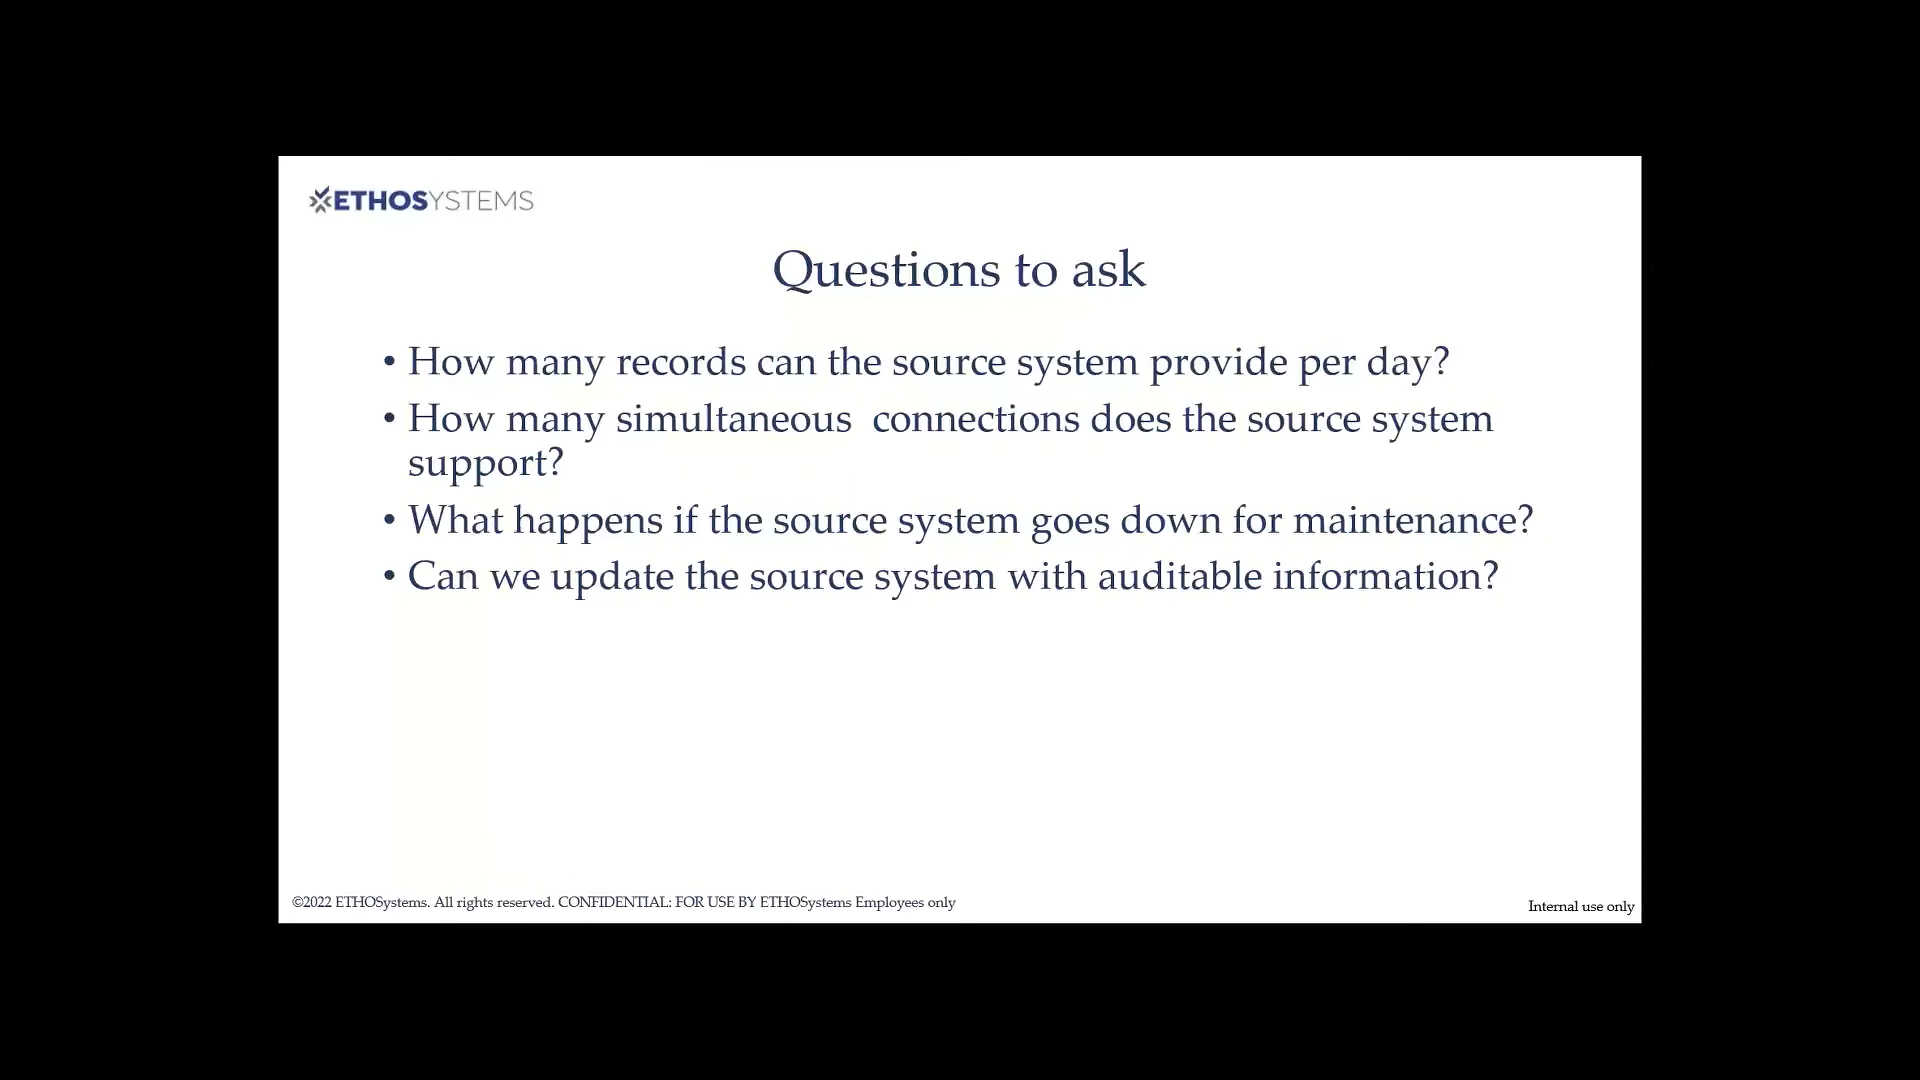 ETHOSYSTEMS
Questions to ask
• How many records can the source system provide per day?
• How many simultaneous  connections does the source system
support?
• What happens if the source system goes down for maintenance?
• Can we update the source system with auditable information?
©2022 ETHOSystems. All rights reserved. CONFIDENTIAL: FOR USE BY ETHOSystems Employees only
Internal use only